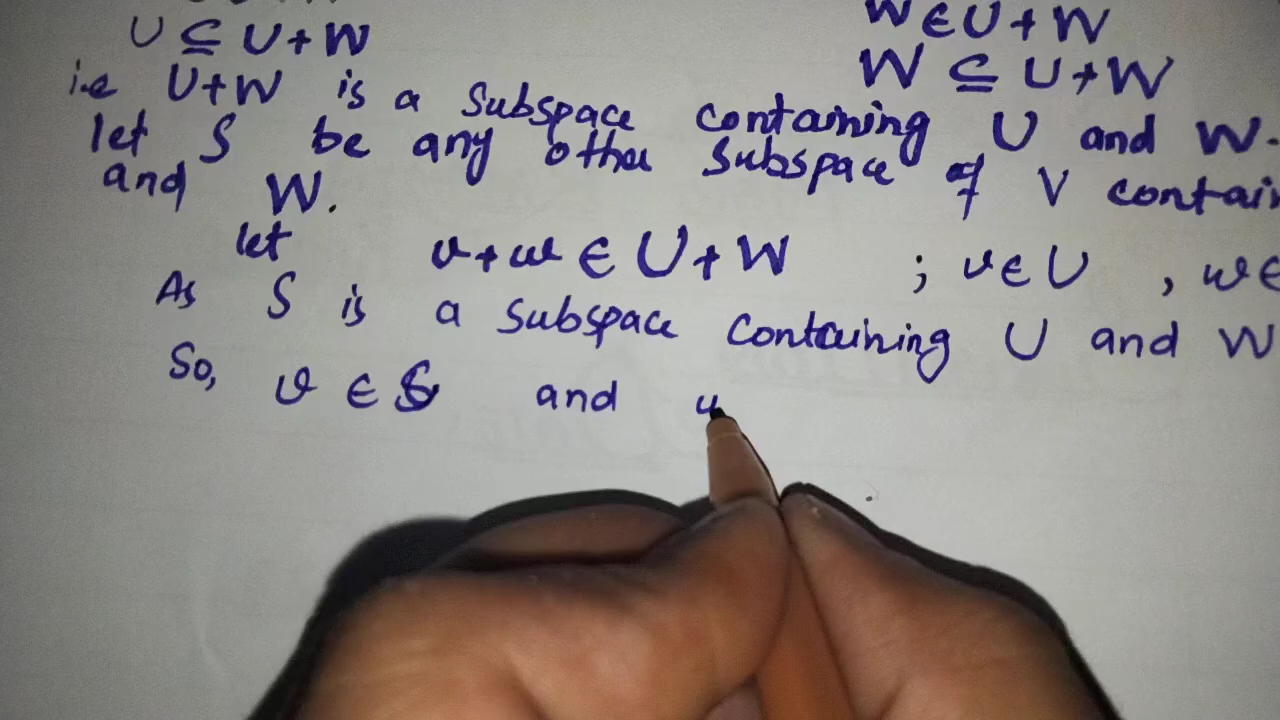 U ⊆ U+W
W ∈ U+W
W ⊆ U+W
i.e U+W is a Subspace containing U and W.
let S be any other Subspace of V contain
and W.
let v+w ∈ U+W ; v∈U , w∈
As S is a Subspace Containing U and W
So, v ∈ S and